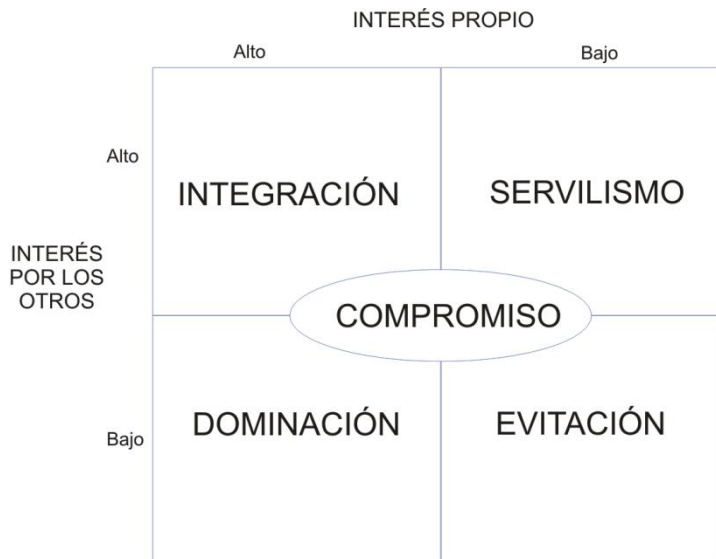 INTERÉS PROPIO
Alto
Bajo
Alto
INTEGRACIÓN
SERVILISMO
INTERÉS
POR LOS
OTROS
COMPROMISO
DOMINACIÓN
EVITACIÓN
Bajo